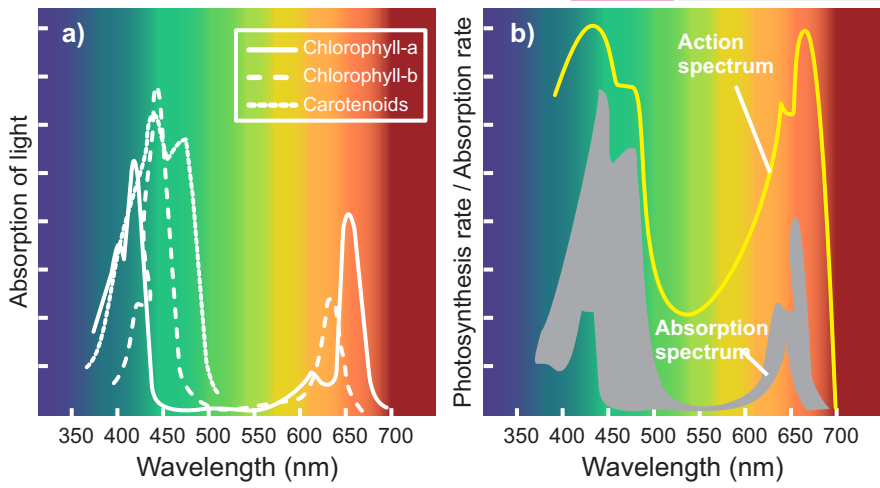 a)
Chlorophyll-a
Chlorophyll-b
Carotenoids
Absorption of light
350 400 450 500 550 600 650 700
Wavelength (nm)
b)
Action
spectrum
Absorption
spectrum
Photosynthesis rate / Absorption rate
350 400 450 500 550 600 650 700
Wavelength (nm)